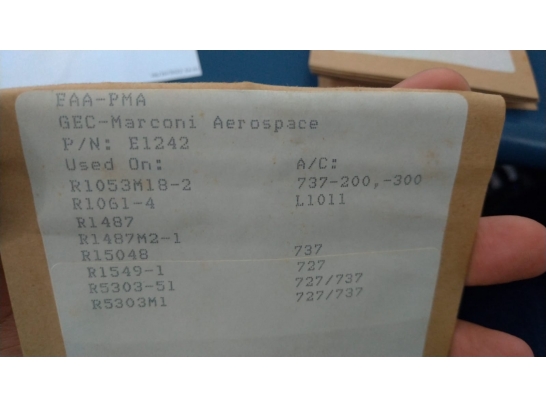 FAA-PMA
GEC-Marconi Aerospace
P/N: E1242
Used On: A/C:
R1053M18-2 737-200,-300
R1061-4 L1011
R1487
R1487M2-1
R15048 737
R1549-1 727
R5303-51 727/737
R5303M1 727/737